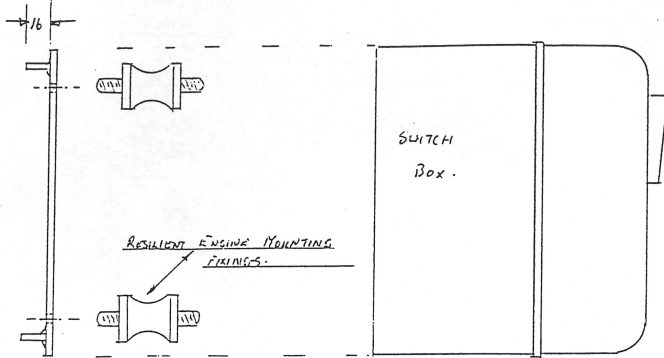 16
SWITCH
BOX.
RESILIENT ENGINE MOUNTING
FIXINGS.